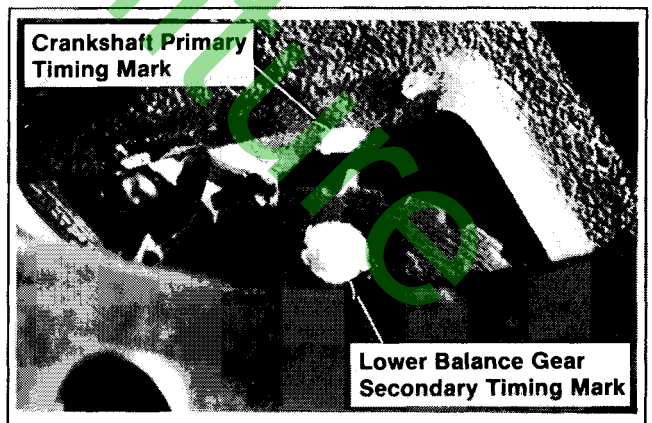 Crankshaft Primary
Timing Mark
Lower Balance Gear
Secondary Timing Mark